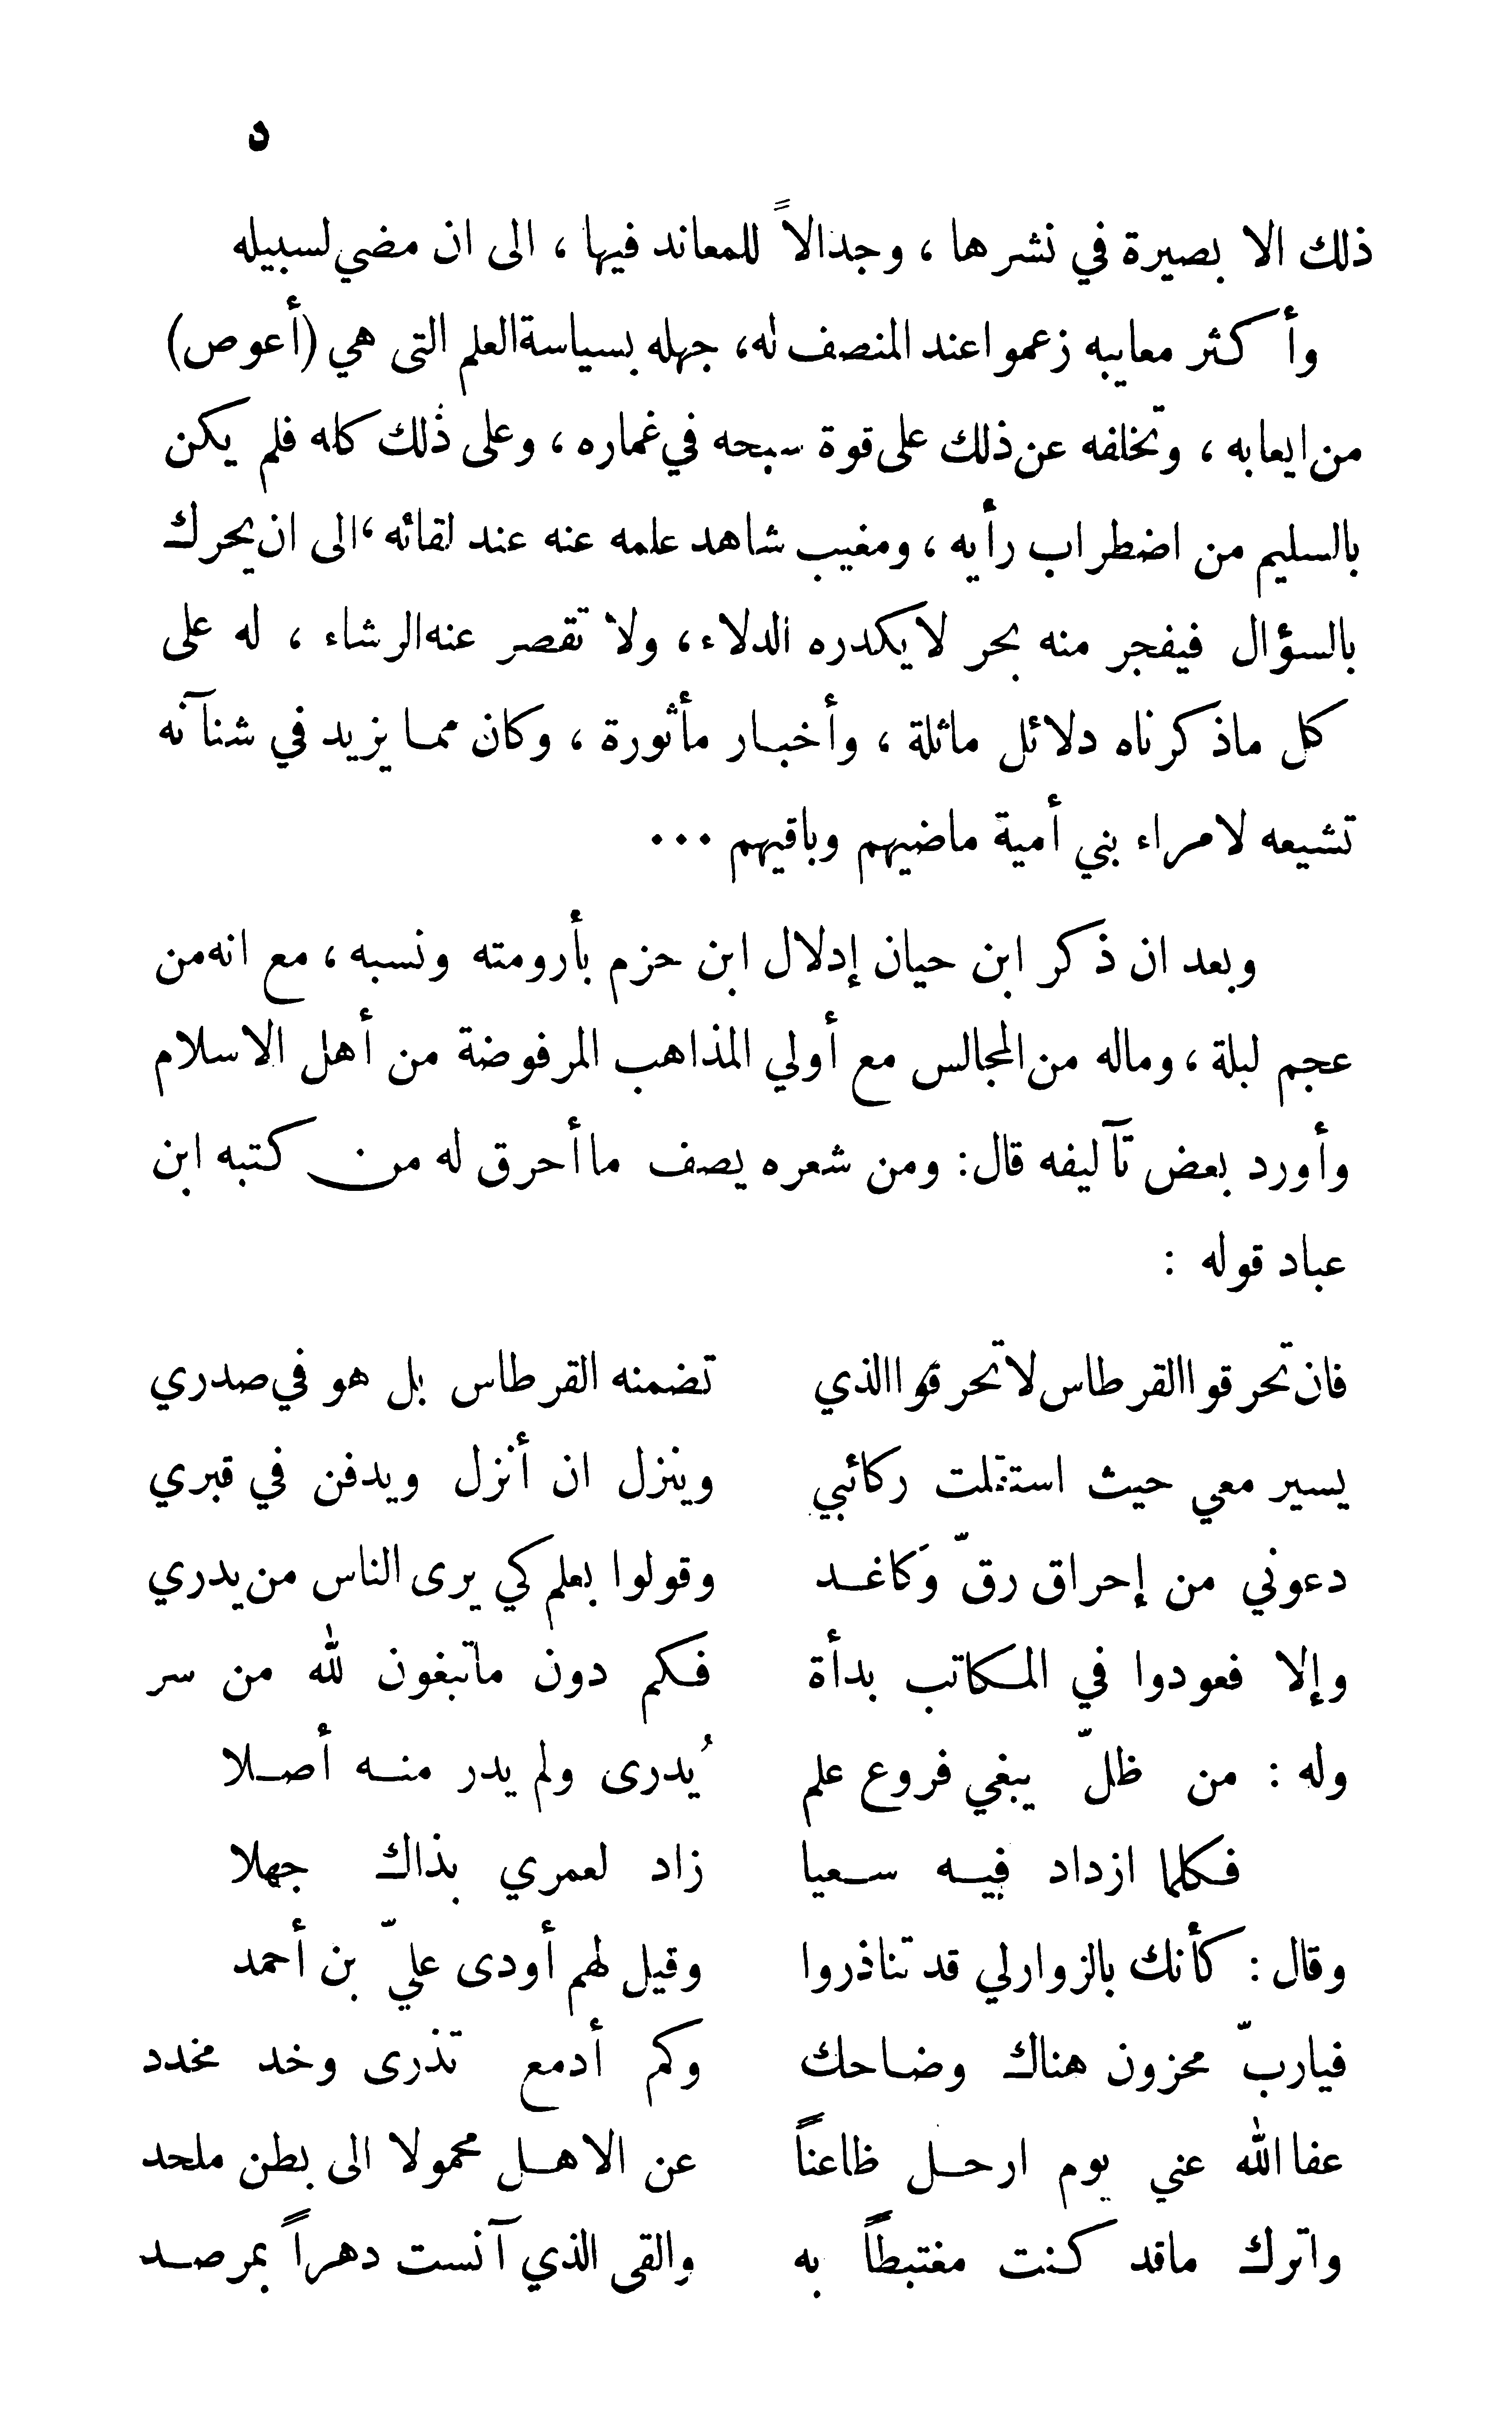 د
ذلك الا بصيرة في نشرها ، وجدالاً للمعاند فيها ، الى ان مضي لسبيله
وأكثر معايبه زعموا عند المنصف له، جهله بسياسة العلم التى هي (أعوص)
من ايعابه ، وتخلفه عن ذلك على قوة سبحه في غماره ، وعلى ذلك كله فلم يكن
بالسليم من اضطراب رأيه ، ومغيب شاهد علمه عنه عند لقائه ، الى ان يحرك
بالسؤال فيفجر منه بحر لا يكدره الدلاء ، ولا تقصر عنه الرشاء ، له على
كل ماذكرناه دلائل ماثلة ، وأخبار مأثورة ، وكان مما يزيد في شنآنه
تشيعه لامراء بني أمية ماضيهم وباقيهم ...
وبعد ان ذكر ابن حيان إدلال ابن حزم بأرومته ونسبه ، مع انه من
عجم لبلة ، وماله من المجالس مع أولي المذاهب المرفوضة من أهل الاسلام
وأورد بعض تآليفه قال : ومن شعره يصف ما أحرق له من كتبه ابن
عباد قوله :
فان تحرقوا القرطاس لا تحرقوا الذي تضمنه القرطاس بل هو في صدري
يسير معي حيث استقلت ركائبي وينزل ان أنزل ويدفن في قبري
دعوني من إحراق رقّ وَكاغد وقولوا بعلم كي يرى الناس من يدري
وإلا فعودوا في المكاتب بدأة فكم دون ماتبغون لله من سر
وله : من ظلّ يبغي فروع علم يُدرى ولم يدر منه أصلا
فكلما ازداد فيه سعيا زاد لعمري بذاك جهلا
وقال : كأنك بالزوار لي قد تناذروا وقيل لهم أودى عليّ بن أحمد
فياربّ محزون هناك وضاحك وكم أدمع تذرى وخد مخدد
عفا الله عني يوم ارحل ظاعناً عن الاهل محمولا الى بطن ملحد
واترك ماقد كنت مغتبطاً به والقى الذي آنست دهراً بمرصد